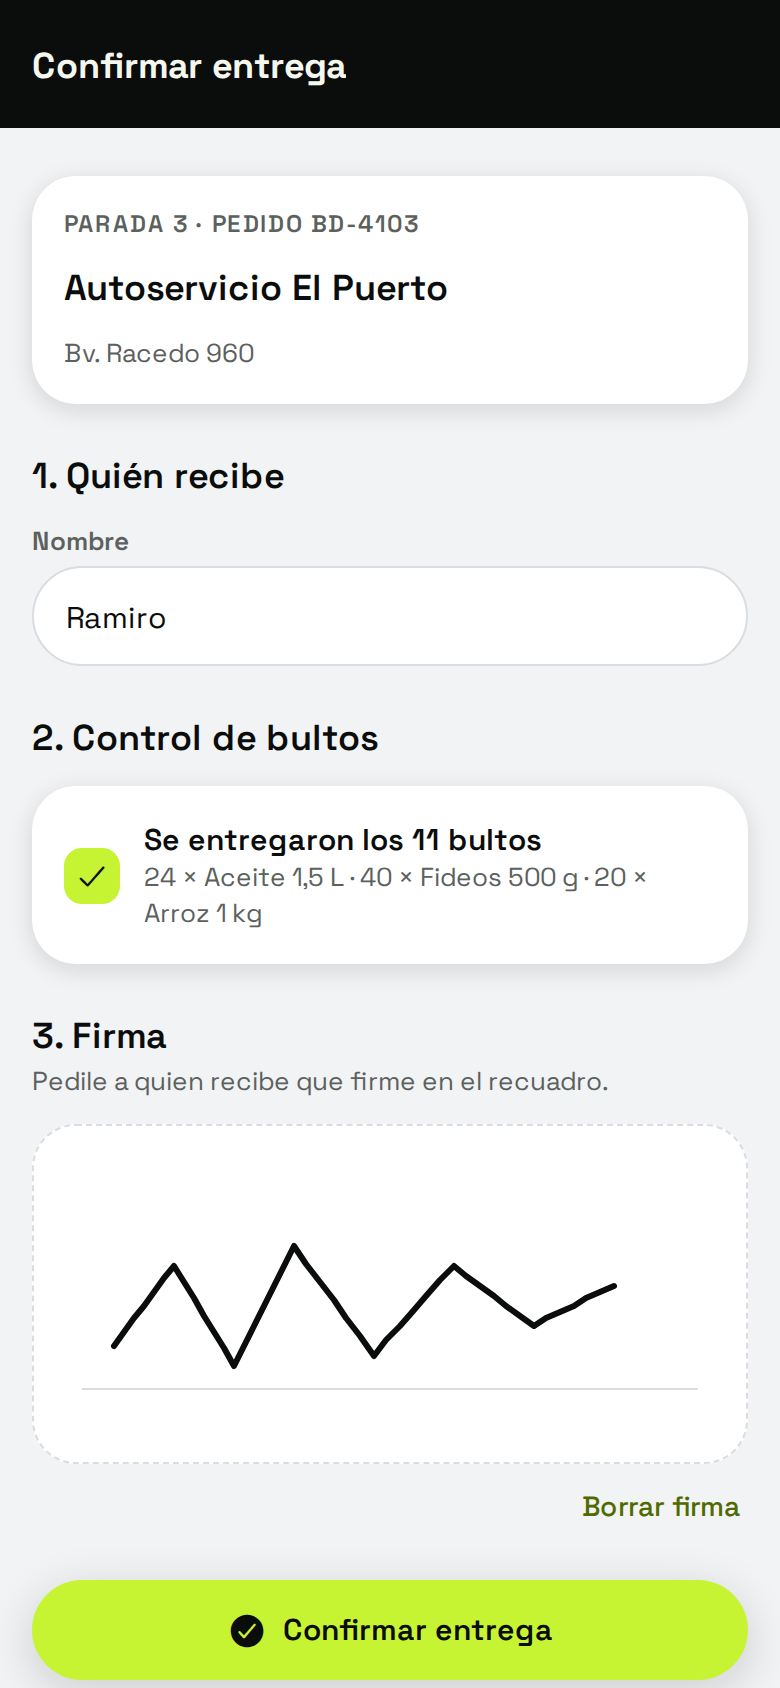 Confirmar entrega
PARADA 3 · PEDIDO BD-4103
Autoservicio El Puerto
Bv. Racedo 960
1. Quién recibe
Nombre
Ramiro
2. Control de bultos
Se entregaron los 11 bultos
24 × Aceite 1,5 L · 40 × Fideos 500 g · 20 ×
Arroz 1 kg
3. Firma
Pedile a quien recibe que firme en el recuadro.
Borrar firma
Confirmar entrega